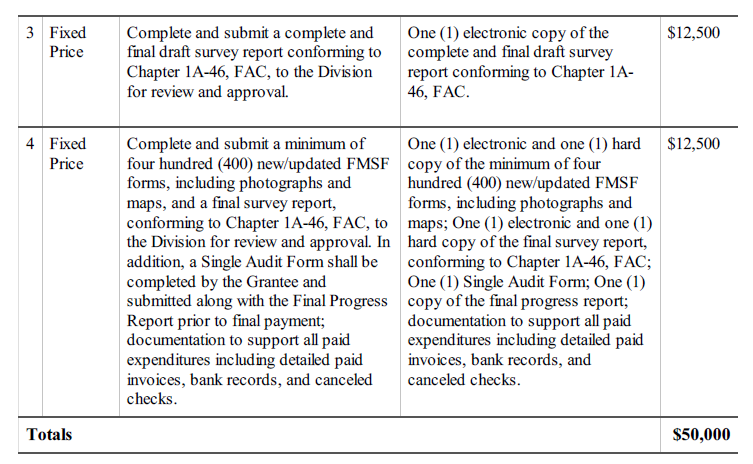 3 Fixed Price
Complete and submit a complete and
final draft survey report conforming to
Chapter 1A-46, FAC, to the Division
for review and approval.
One (1) electronic copy of the
complete and final draft survey
report conforming to Chapter 1A-
46, FAC.
$12,500
4 Fixed Price
Complete and submit a minimum of
four hundred (400) new/updated FMSF
forms, including photographs and
maps, and a final survey report,
conforming to Chapter 1A-46, FAC, to
the Division for review and approval. In
addition, a Single Audit Form shall be
completed by the Grantee and
submitted along with the Final Progress
Report prior to final payment;
documentation to support all paid
expenditures including detailed paid
invoices, bank records, and canceled
checks.
One (1) electronic and one (1) hard
copy of the minimum of four
hundred (400) new/updated FMSF
forms, including photographs and
maps; One (1) electronic and one (1)
hard copy of the final survey report,
conforming to Chapter 1A-46, FAC;
One (1) Single Audit Form; One (1)
copy of the final progress report;
documentation to support all paid
expenditures including detailed paid
invoices, bank records, and
canceled checks.
$12,500
Totals $50,000